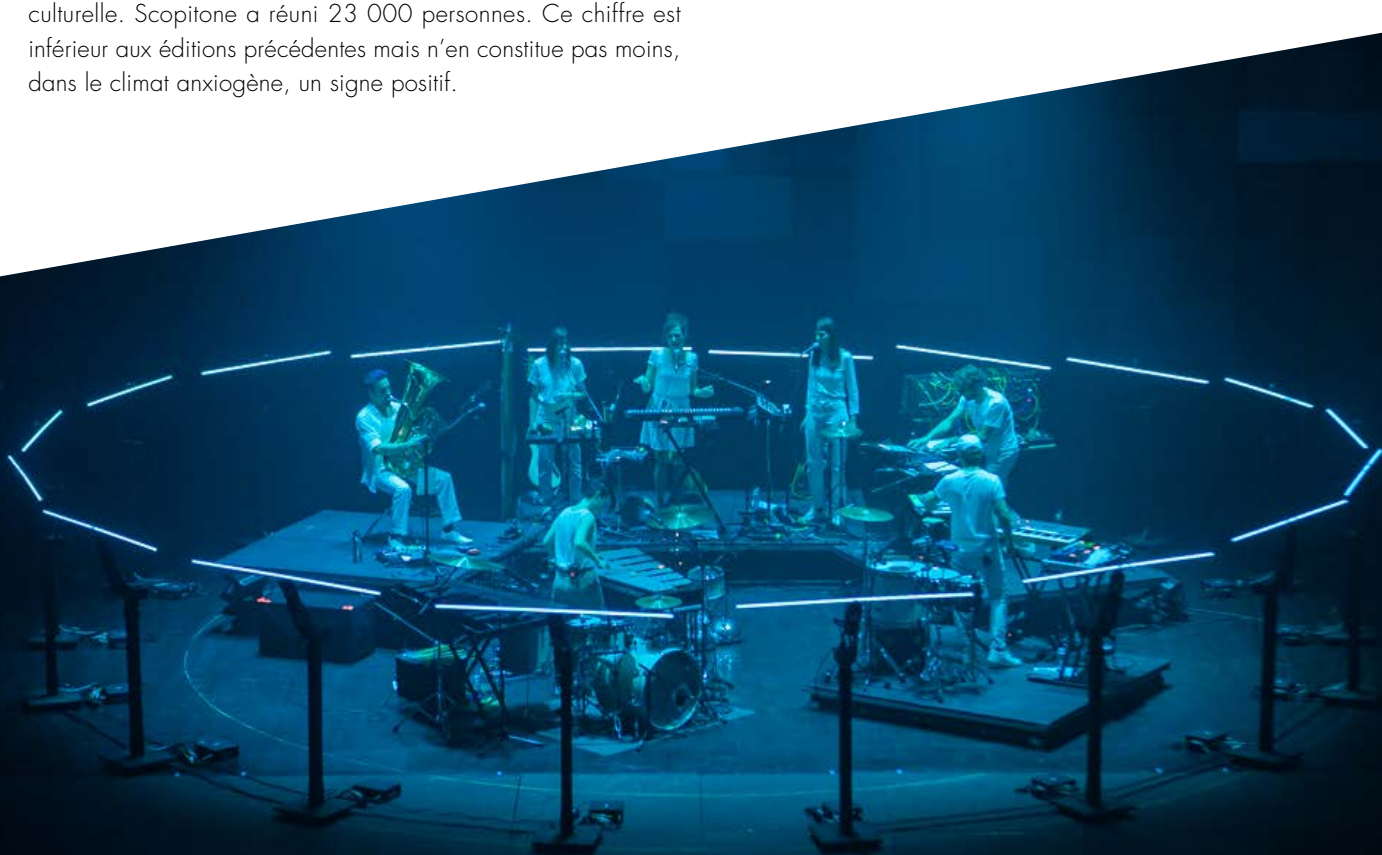 culturelle. Scopitone a réuni 23 000 personnes. Ce chiffre est
inférieur aux éditions précédentes mais n'en constitue pas moins,
dans le climat anxiogène, un signe positif.